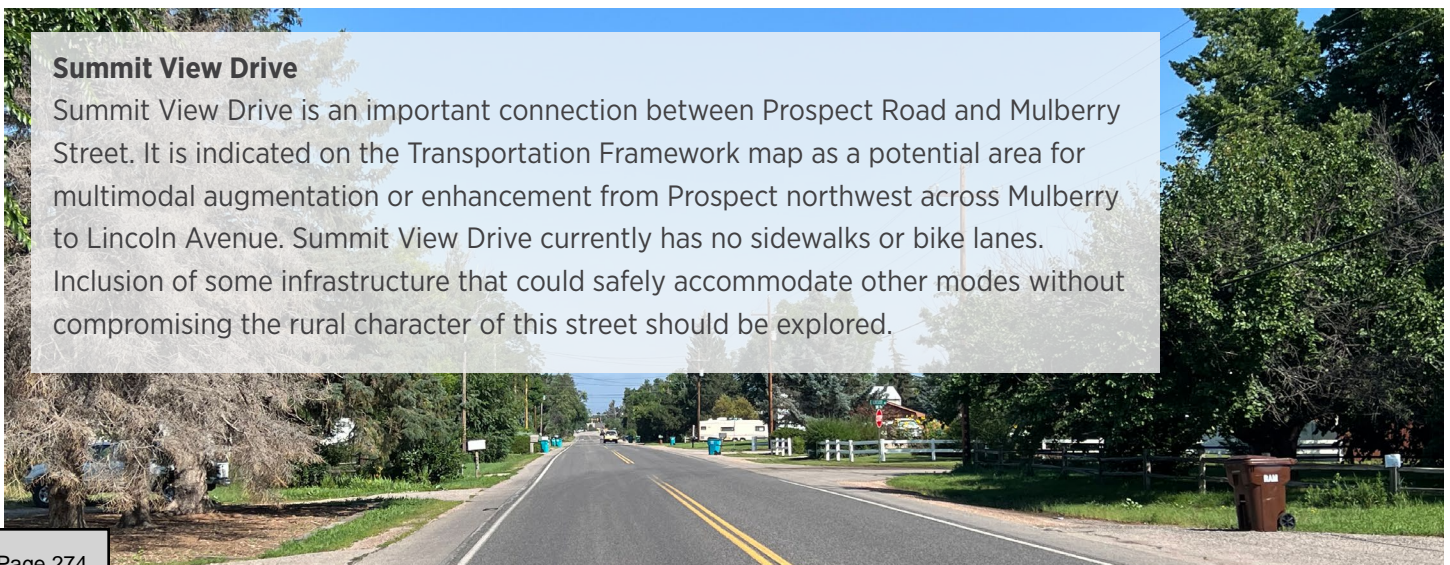 Summit View Drive
Summit View Drive is an important connection between Prospect Road and Mulberry
Street. It is indicated on the Transportation Framework map as a potential area for
multimodal augmentation or enhancement from Prospect northwest across Mulberry
to Lincoln Avenue. Summit View Drive currently has no sidewalks or bike lanes.
Inclusion of some infrastructure that could safely accommodate other modes without
compromising the rural character of this street should be explored.
RAM
Page 274